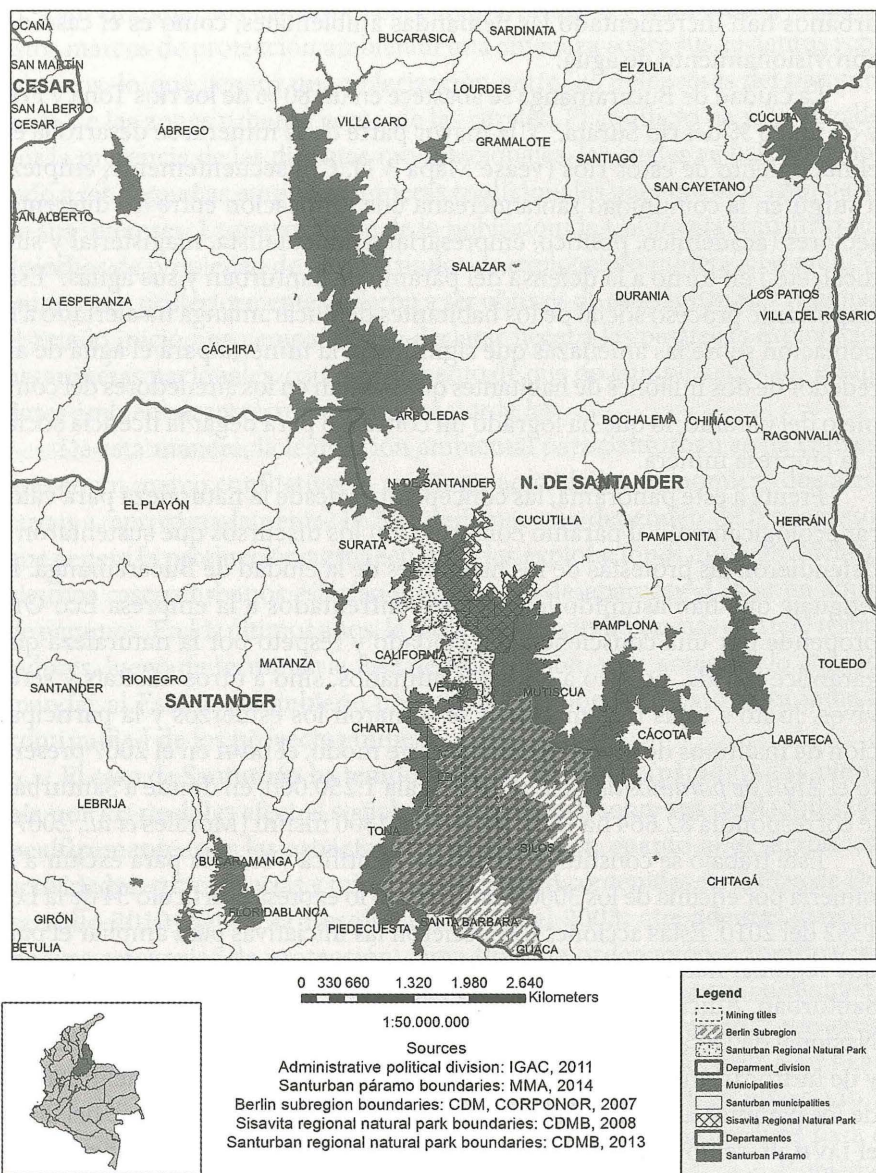 OCAÑA
SARDINATA
BUCARASICA
SAN MARTÍN
EL ZULIA
CESAR
LOURDES
SAN ALBERTO
CESAR
ÁBREGO
VILLA CARO
CÚCUTA
GRAMALOTE
SANTIAGO
SAN CAYETANO
SAN ALBERTO
SALAZAR
LA ESPERANZA
DURANIA
LOS PATIOS
VILLA DEL ROSARIO
CÁCHIRA
ARBOLEDAS
BOCHALEMA
CHINÁCOTA
RAGONVALIA
N. DE SANTANDER
N. DE SANTANDER
EL PLAYÓN
CUCUTILLA
HERRÁN
SURATÁ
PAMPLONITA
PAMPLONA
CALIFORNIA
TOLEDO
SANTANDER
RIONEGRO
MATANZA
VETAS
MUTISCUA
SANTANDER
CHARTA
CÁCOTA
LABATECA
LEBRIJA
TONA
SILOS
BUCARAMANGA
CHITAGÁ
GIRÓN
FLORIDABLANCA
PIEDECUESTA
SANTA BÁRBARA
BETULIA
GUACA
0 330 660 1.320 1.980 2.640
Kilometers
1:50.000.000
Sources
Administrative political division: IGAC, 2011
Santurban páramo boundaries: MMA, 2014
Berlin subregion boundaries: CDM, CORPONOR, 2007
Sisavita regional natural park boundaries: CDMB, 2008
Santurban regional natural park boundaries: CDMB, 2013
Legend
Mining titles
Berlin Subregion
Santurban Regional Natural Park
Deparment_division
Municipalities
Santurban municipalities
Sisavita Regional Natural Park
Departamentos
Santurban Páramo